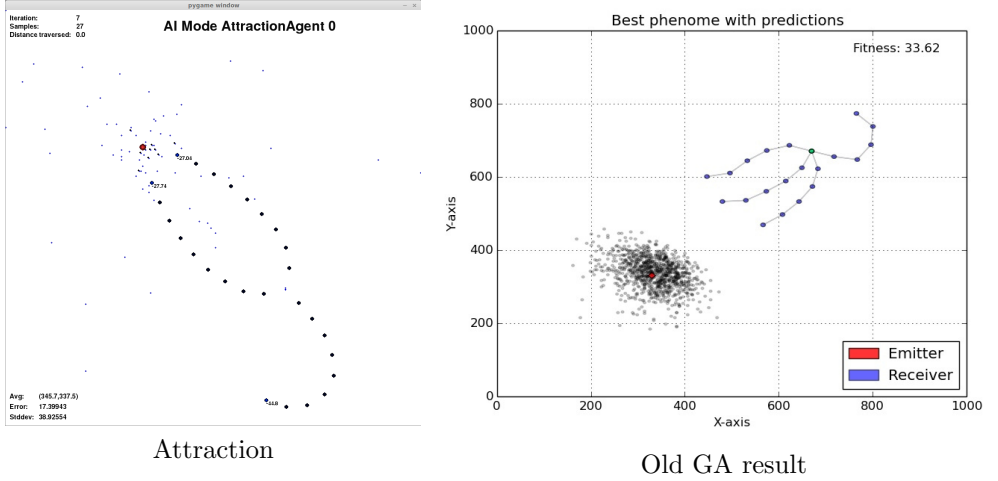 pygame window
Iteration: 7
Samples: 27
Distance traversed: 0.0
AI Mode AttractionAgent 0
-27.04
-27.74
-44.8
Avg: (345.7,337.5)
Error: 17.39943
Stddev: 38.92554
Attraction
Best phenome with predictions
Fitness: 33.62
1000
800
600
400
200
0
Y-axis
0 200 400 600 800 1000
X-axis
Emitter
Receiver
Old GA result